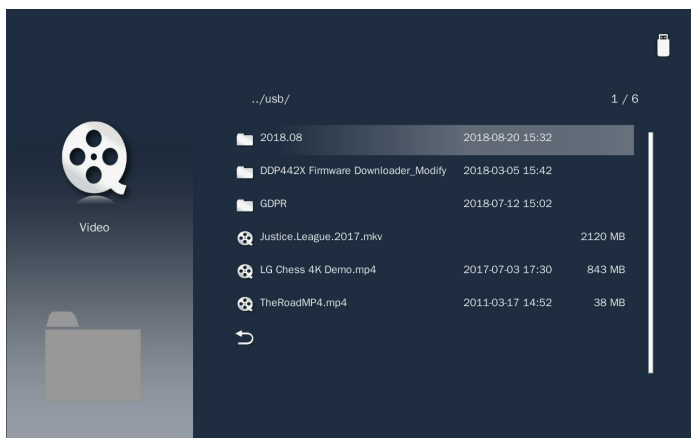 ../usb/ 1 / 6
2018.08 2018-08-20 15:32
DDP442X Firmware Downloader_Modify 2018-03-05 15:42
GDPR 2018-07-12 15:02
Video
Justice.League.2017.mkv 2120 MB
LG Chess 4K Demo.mp4 2017-07-03 17:30 843 MB
TheRoadMP4.mp4 2011-03-17 14:52 38 MB